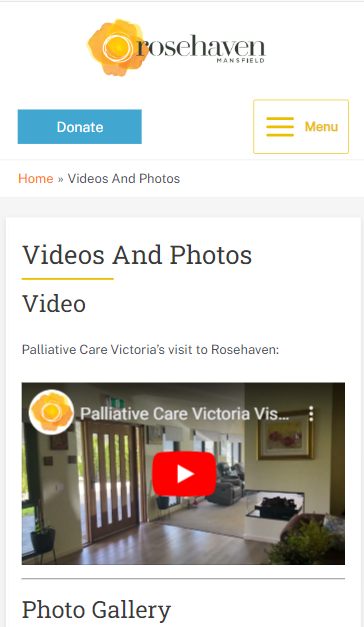 rosehaven
MANSFIELD
Donate
Menu
Home » Videos And Photos
Videos And Photos
Video
Palliative Care Victoria's visit to Rosehaven:
Palliative Care Victoria Vis...
Photo Gallery